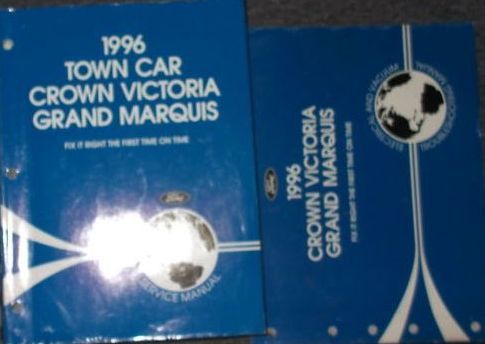 1996
TOWN CAR
CROWN VICTORIA
GRAND MARQUIS
FIX IT RIGHT THE FIRST TIME ON TIME
Ford
SERVICE MANUAL
1996
CROWN VICTORIA
GRAND MARQUIS
FIX IT RIGHT THE FIRST TIME ON TIME
Ford
ELECTRICAL AND VACUUM
TROUBLESHOOTING MANUAL